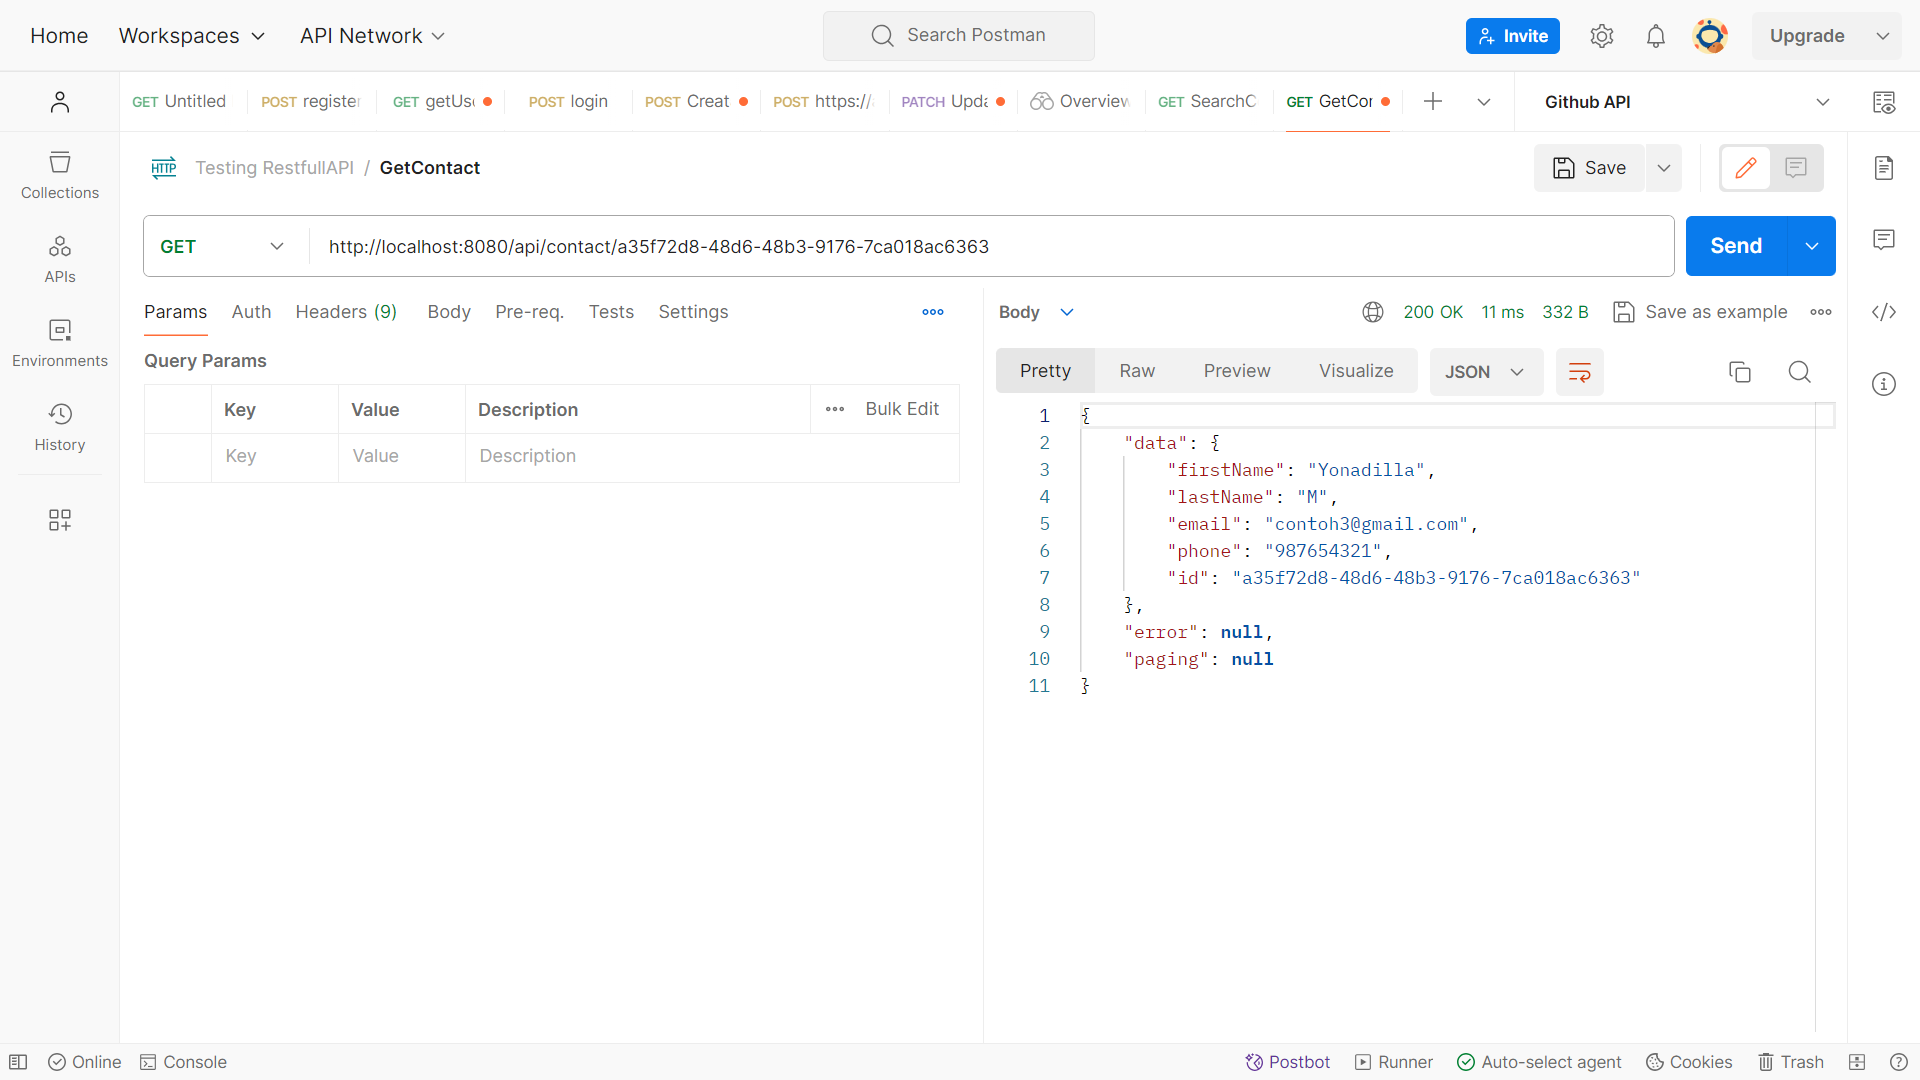 Home Workspaces API Network Search Postman Invite Upgrade
GET Untitled POST register GET getUse POST login POST Creat POST https:// PATCH Upda Overview GET SearchC GET GetCon Github API
HTTP Testing RestfullAPI / GetContact Save
Collections
GET http://localhost:8080/api/contact/a35f72d8-48d6-48b3-9176-7ca018ac6363 Send
APIs
Params Auth Headers (9) Body Pre-req. Tests Settings Body 200 OK 11 ms 332 B Save as example
Environments
Query Params
Pretty Raw Preview Visualize JSON
Key Value Description Bulk Edit
Key Value Description
History
1 {
2 "data": {
3 "firstName": "Yonadilla",
4 "lastName": "M",
5 "email": "contoh3@gmail.com",
6 "phone": "987654321",
7 "id": "a35f72d8-48d6-48b3-9176-7ca018ac6363"
8 },
9 "error": null,
10 "paging": null
11 }
Online Console Postbot Runner Auto-select agent Cookies Trash